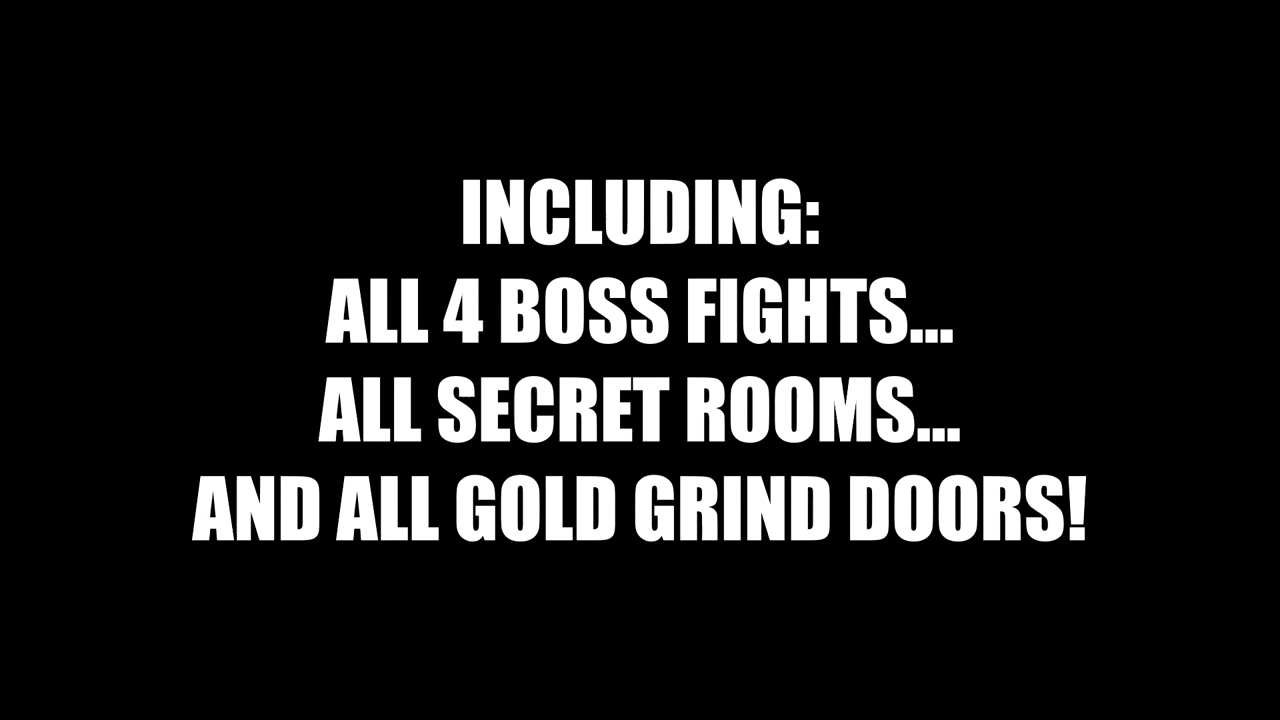 INCLUDING:
ALL 4 BOSS FIGHTS...
ALL SECRET ROOMS...
AND ALL GOLD GRIND DOORS!